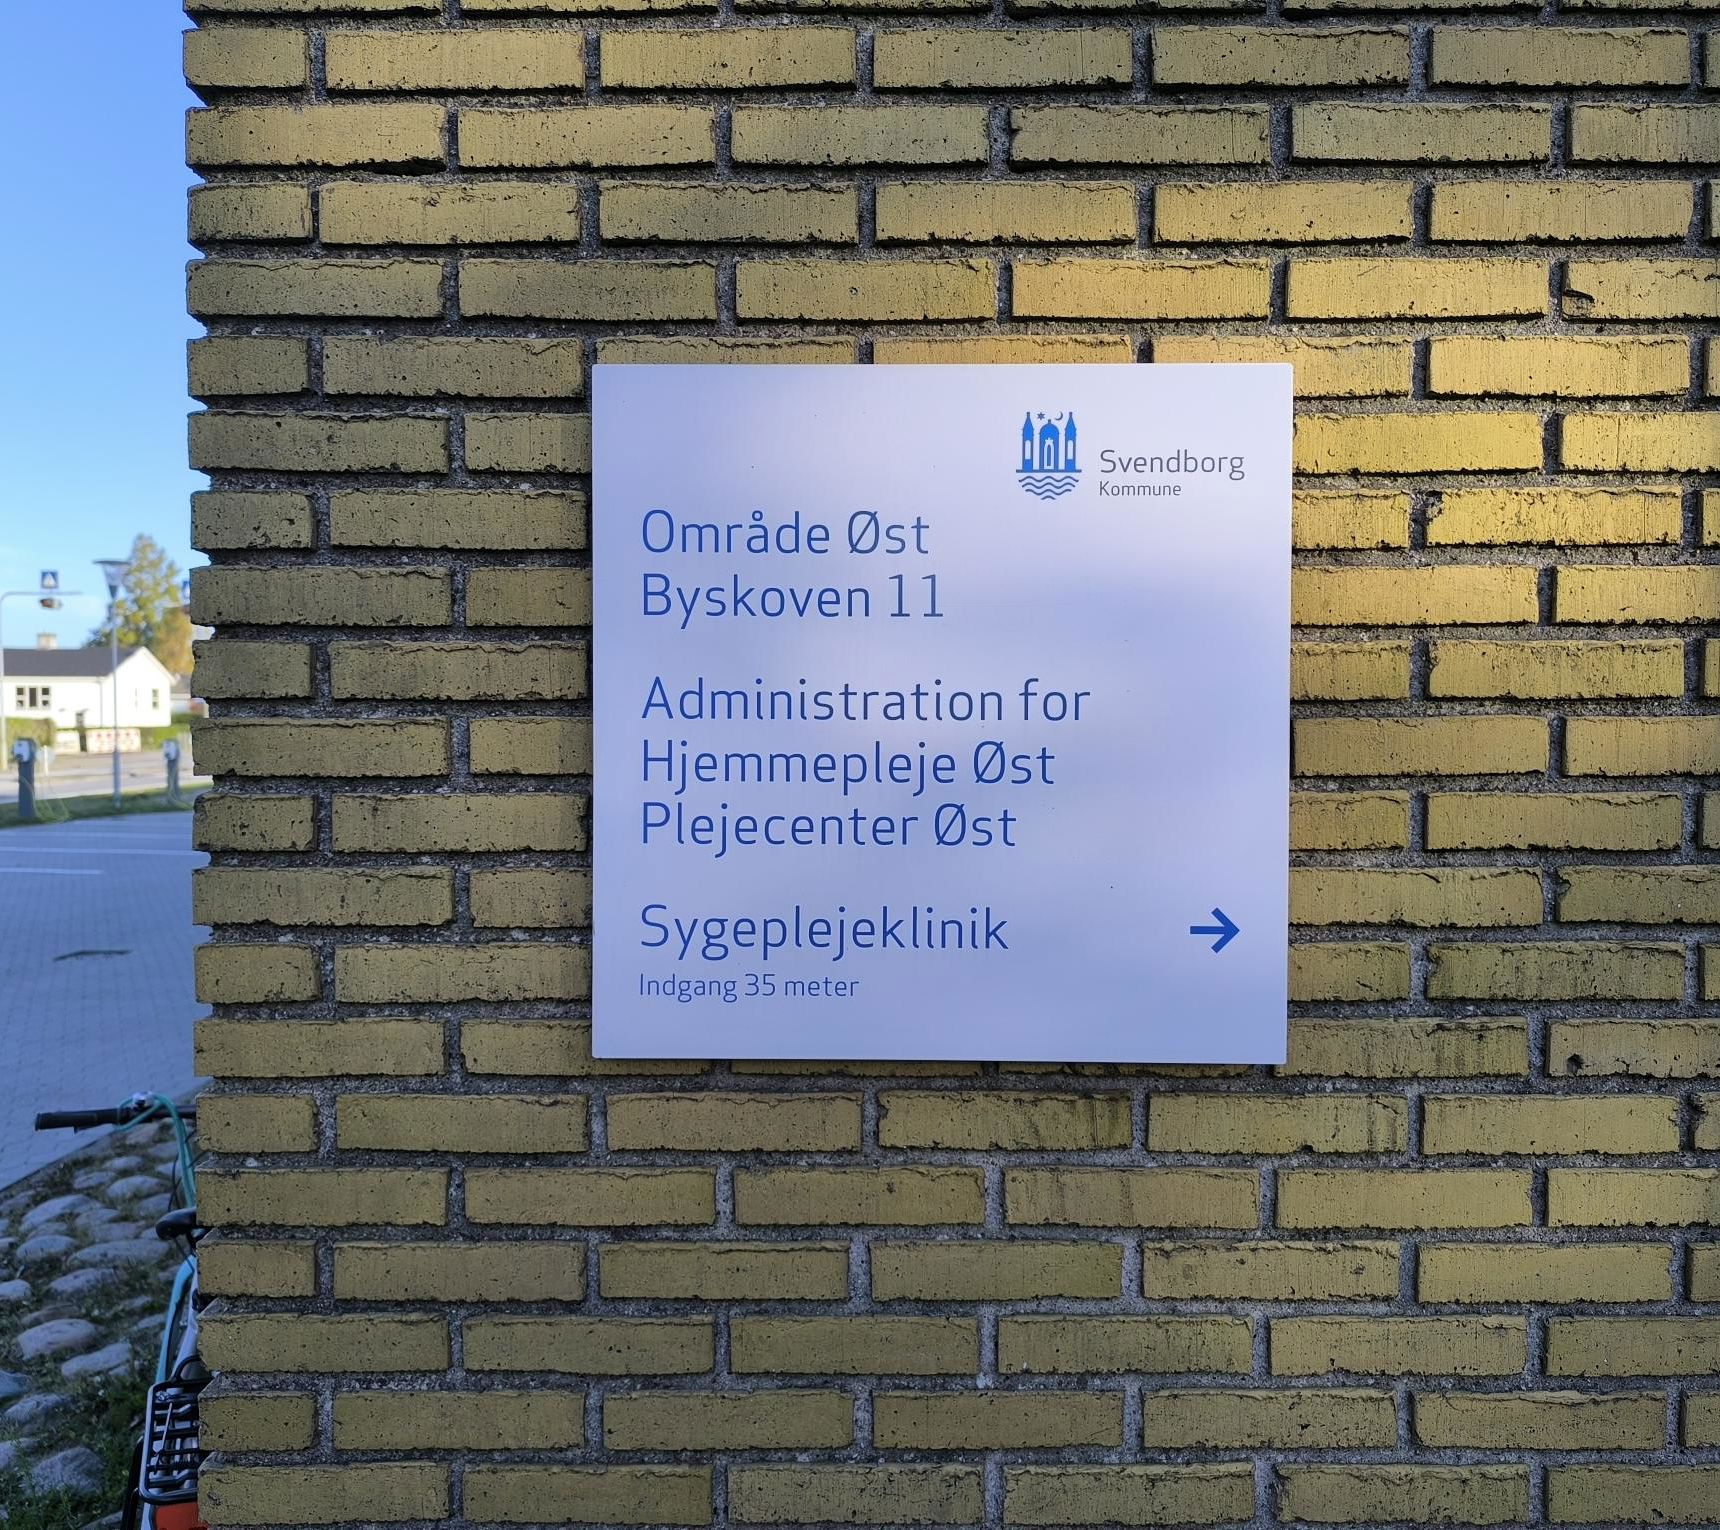 Svendborg
Kommune
Område Øst
Byskoven 11
Administration for
Hjemmepleje Øst
Plejecenter Øst
Sygeplejeklinik
Indgang 35 meter